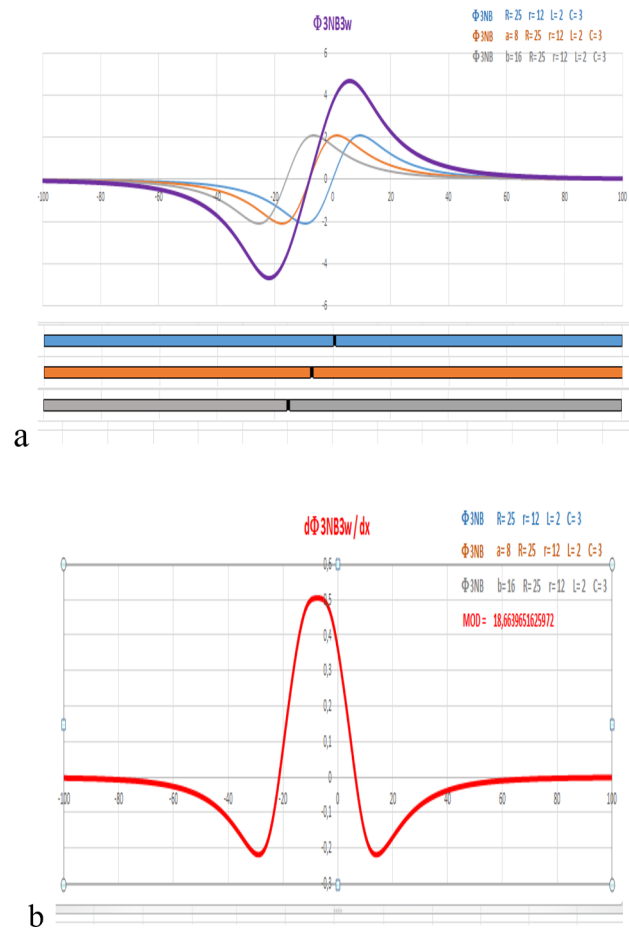 Φ3NB3w
Φ3NB R=25 r=12 L=2 C=3
Φ3NB a=8 R=25 r=12 L=2 C=3
Φ3NB b=16 R=25 r=12 L=2 C=3
6
4
2
0
-100 -80 -60 -40 -20 0 20 40 60 80 100
-2
-4
-6
a
dΦ3NB3w/dx
Φ3NB R=25 r=12 L=2 C=3
Φ3NB a=8 R=25 r=12 L=2 C=3
Φ3NB b=16 R=25 r=12 L=2 C=3
MOD= 18,6639651625972
0,6
0,5
0,4
0,3
0,2
0,1
0
-100 -80 -60 -40 -20 0 20 40 60 80 100
-0,1
-0,2
-0,3
b